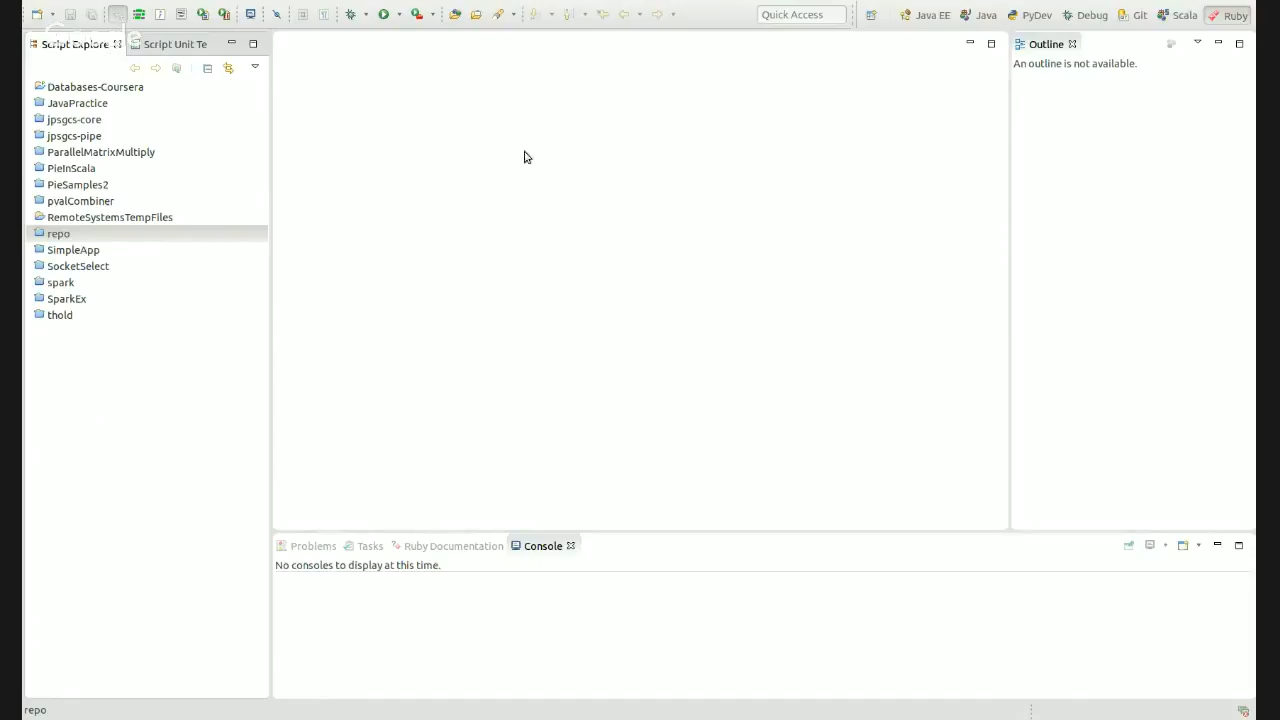 Quick Access
Java EE
Java
PyDev
Debug
Git
Scala
Ruby
Script Explore
Script Unit Te
Outline
An outline is not available.
Databases-Coursera
JavaPractice
jpsgcs-core
jpsgcs-pipe
ParallelMatrixMultiply
PieInScala
PieSamples2
pvalCombiner
RemoteSystemsTempFiles
repo
SimpleApp
SocketSelect
spark
SparkEx
thold
Problems
Tasks
Ruby Documentation
Console
No consoles to display at this time.
repo